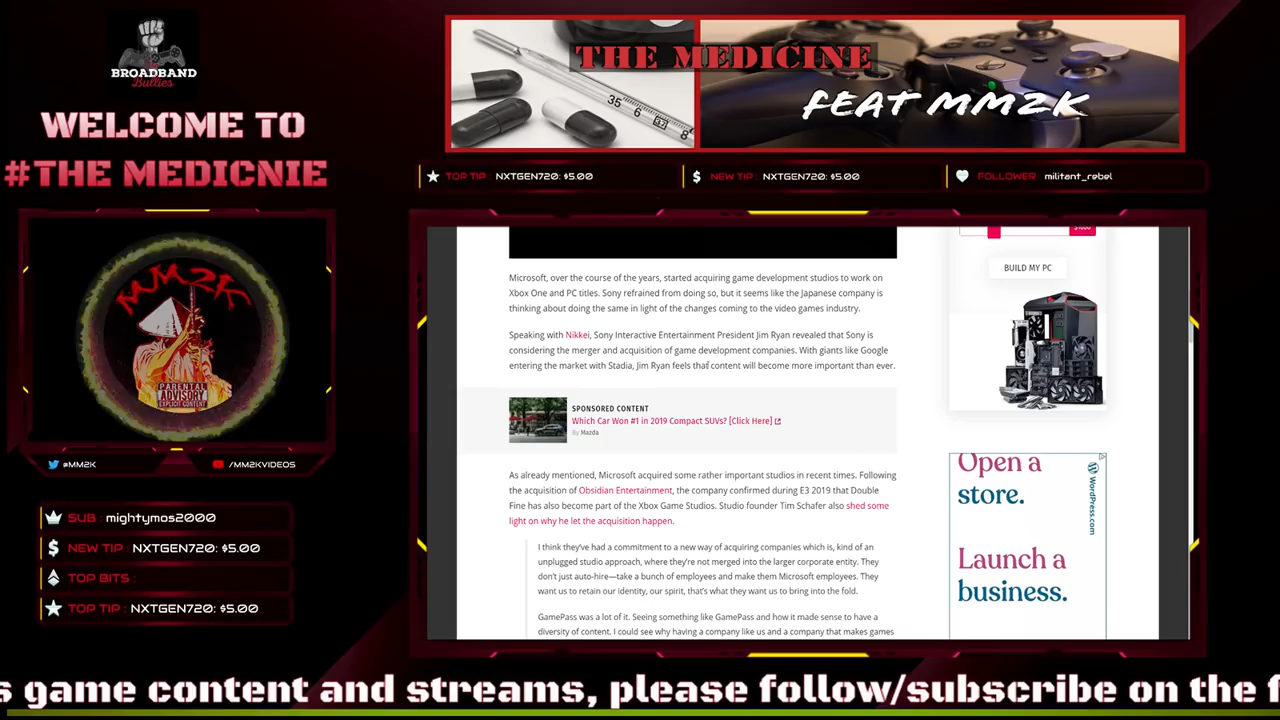 BROADBAND
Bullies
WELCOME TO
#THE MEDICNIE
THE MEDICINE
FEAT MM2K
35
6
37
8
TOP TIP NXTGEN720: $5.00
$ NEW TIP : NXTGEN720: $5.00
FOLLOWER militant_rebel
MM2K
PARENTAL
ADVISORY
EXPLICIT CONTENT
@MM2K
/MM2KVIDEOS
SUB : mightymos2000
$ NEW TIP : NXTGEN720: $5.00
TOP BITS :
TOP TIP : NXTGEN720: $5.00
Microsoft, over the course of the years, started acquiring game development studios to work on
Xbox One and PC titles. Sony refrained from doing so, but it seems like the Japanese company is
thinking about doing the same in light of the changes coming to the video games industry.
Speaking with Nikkei, Sony Interactive Entertainment President Jim Ryan revealed that Sony is
considering the merger and acquisition of game development companies. With giants like Google
entering the market with Stadia, Jim Ryan feels that content will become more important than ever.
SPONSORED CONTENT
Which Car Won #1 in 2019 Compact SUVs? [Click Here]
By Mazda
As already mentioned, Microsoft acquired some rather important studios in recent times. Following
the acquisition of Obsidian Entertainment, the company confirmed during E3 2019 that Double
Fine has also become part of the Xbox Game Studios. Studio founder Tim Schafer also shed some
light on why he let the acquisition happen.
I think they've had a commitment to a new way of acquiring companies which is, kind of an
unplugged studio approach, where they're not merged into the larger corporate entity. They
don't just auto-hire—take a bunch of employees and make them Microsoft employees. They
want us to retain our identity, our spirit, that's what they want us to bring into the fold.
GamePass was a lot of it. Seeing something like GamePass and how it made sense to have a
diversity of content. I could see why having a company like us and a company that makes games
BUILD MY PC
Open a
store.
Launch a
business.
WordPress.com
s game content and streams, please follow/subscribe on the f